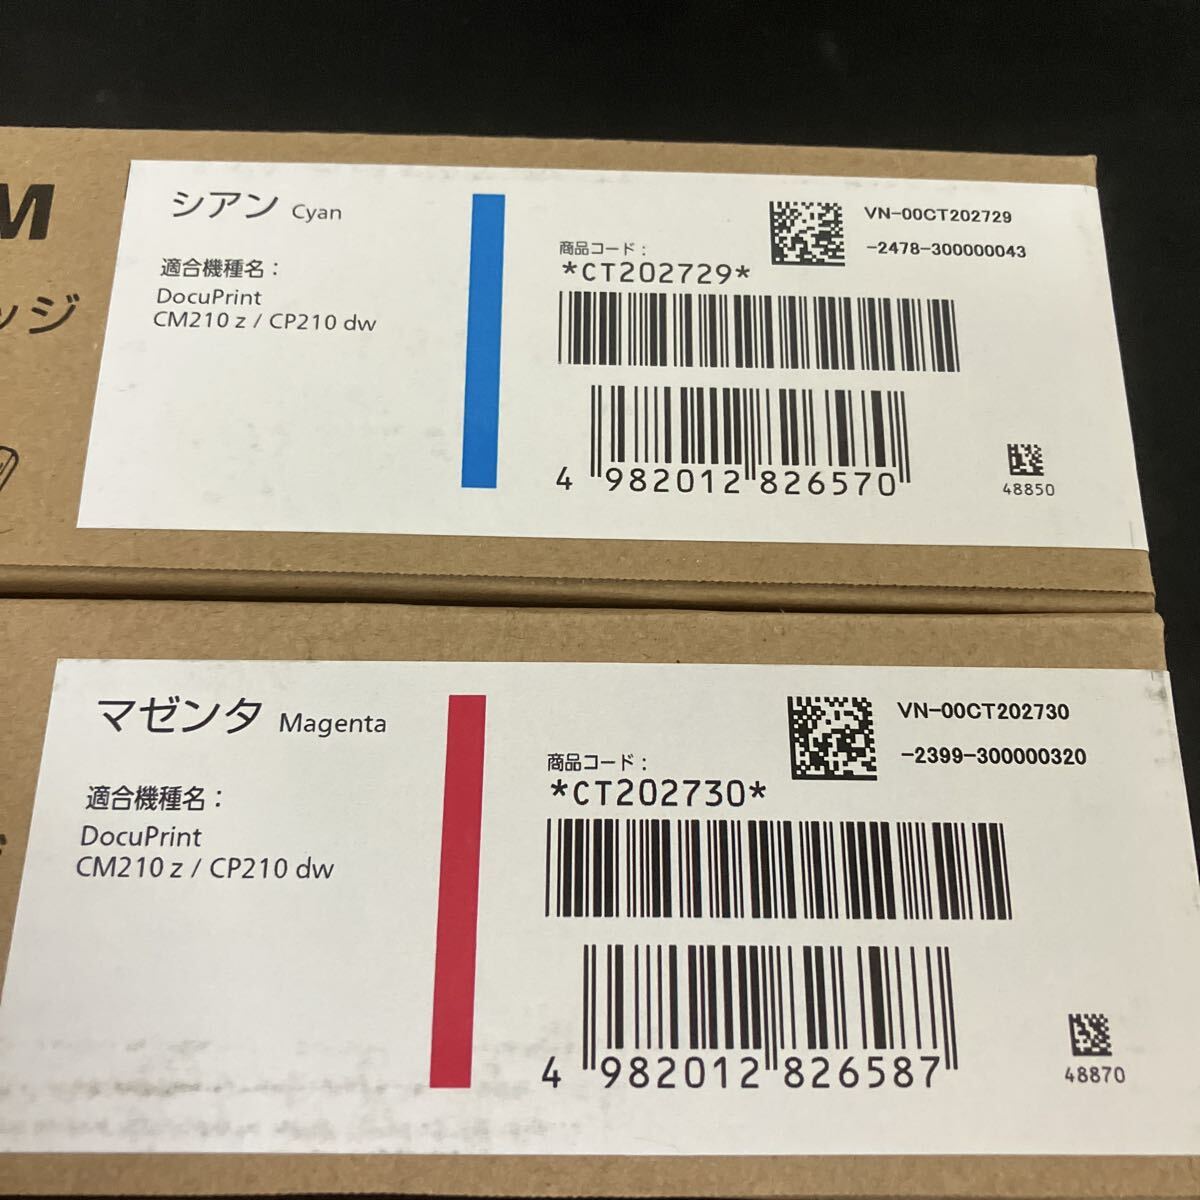 M
ッジ
シアン Cyan
適合機種名：
DocuPrint
CM210 z / CP210 dw
商品コード：
*CT202729*
VN-00CT202729
-2478-300000043
4 982012 826570
48850
マゼンタ Magenta
適合機種名：
DocuPrint
CM210 z / CP210 dw
商品コード：
*CT202730*
VN-00CT202730
-2399-300000320
4 982012 826587
48870